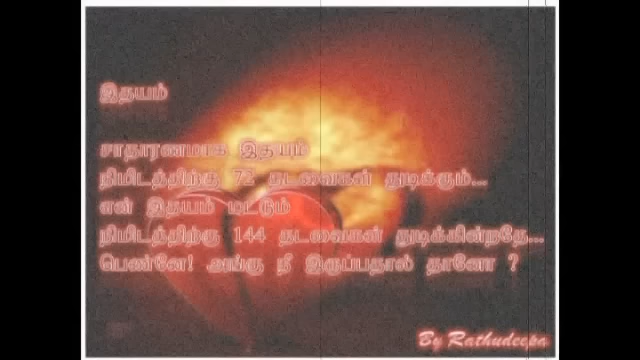 இதயம்
சாதாரணமாக இதயம்
நிமிடத்திற்கு 72 தடவைகள் துடிக்கும்...
என் இதயம் மட்டும்
நிமிடத்திற்கு 144 தடவைகள் துடிக்கின்றதே...
பெண்னே! அங்கு நீ இருப்பதால் தானோ ?
By Rathudeepa